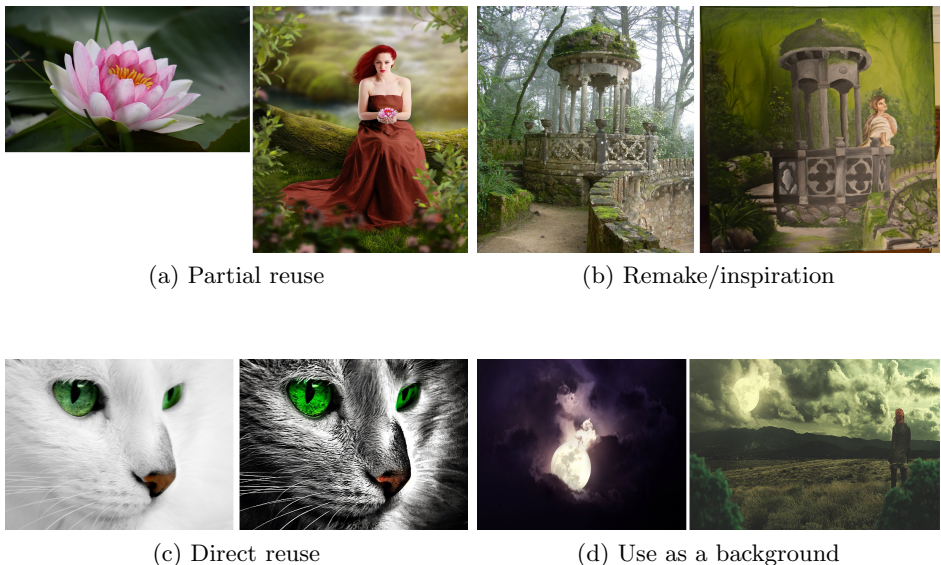 (a) Partial reuse
(b) Remake/inspiration
(c) Direct reuse
(d) Use as a background